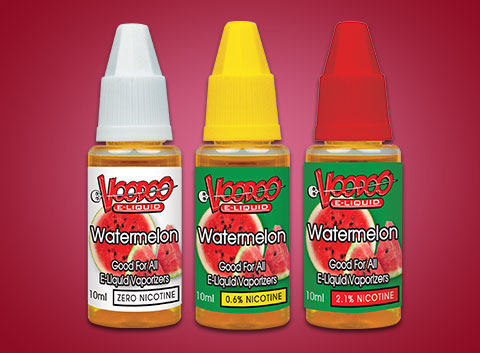 VOODOO
E-LIQUID
Watermelon
Good For All
E-Liquid Vaporizers
10ml ZERO NICOTINE
VOODOO
E-LIQUID
Watermelon
Good For All
E-Liquid Vaporizers
10ml 0.6% NICOTINE
VOODOO
E-LIQUID
Watermelon
Good For All
E-Liquid Vaporizers
10ml 2.1% NICOTINE